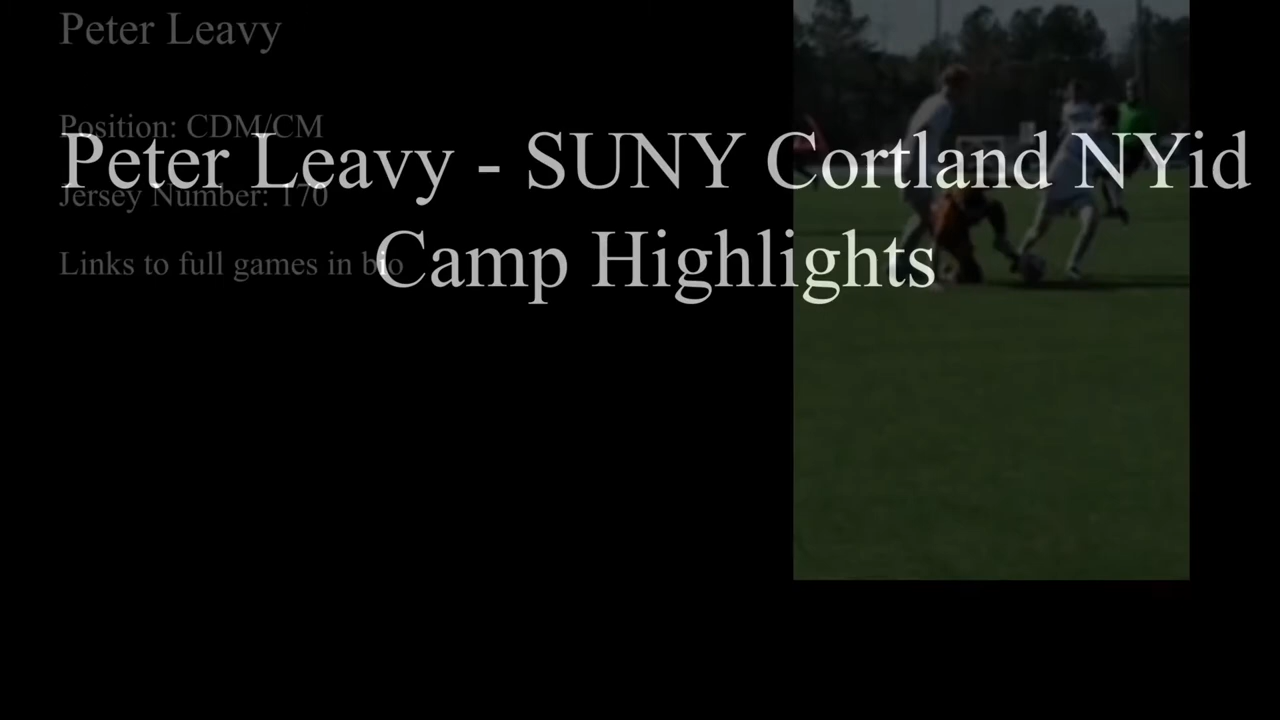 Peter Leavy
Position: CDM/CM
Peter Leavy - SUNY Cortland NYid
Jersey Number: 170
Camp Highlights
Links to full games in bio